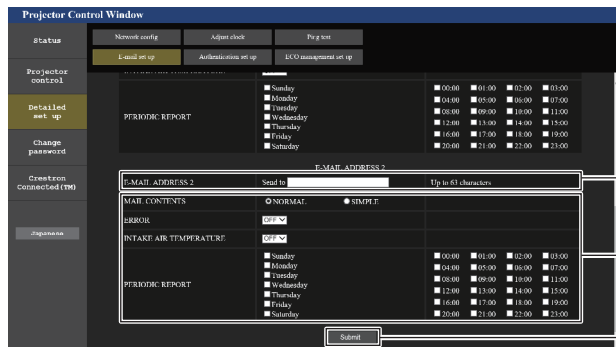 Projector Control Window
Status
Projector control
Detailed set up
Change password
Crestron Connected(TM)
Japanese
Network config
Adjust clock
Ping test
E-mail set up
Authentication set up
ECO management set up
PERIODIC REPORT
Sunday
Monday
Tuesday
Wednesday
Thursday
Friday
Saturday
00:00 01:00 02:00 03:00
04:00 05:00 06:00 07:00
08:00 09:00 10:00 11:00
12:00 13:00 14:00 15:00
16:00 17:00 18:00 19:00
20:00 21:00 22:00 23:00
E-MAIL ADDRESS 2
E-MAIL ADDRESS 2 Send to Up to 63 characters
MAIL CONTENTS NORMAL SIMPLE
ERROR OFF
INTAKE AIR TEMPERATURE OFF
PERIODIC REPORT
Sunday
Monday
Tuesday
Wednesday
Thursday
Friday
Saturday
00:00 01:00 02:00 03:00
04:00 05:00 06:00 07:00
08:00 09:00 10:00 11:00
12:00 13:00 14:00 15:00
16:00 17:00 18:00 19:00
20:00 21:00 22:00 23:00
Submit